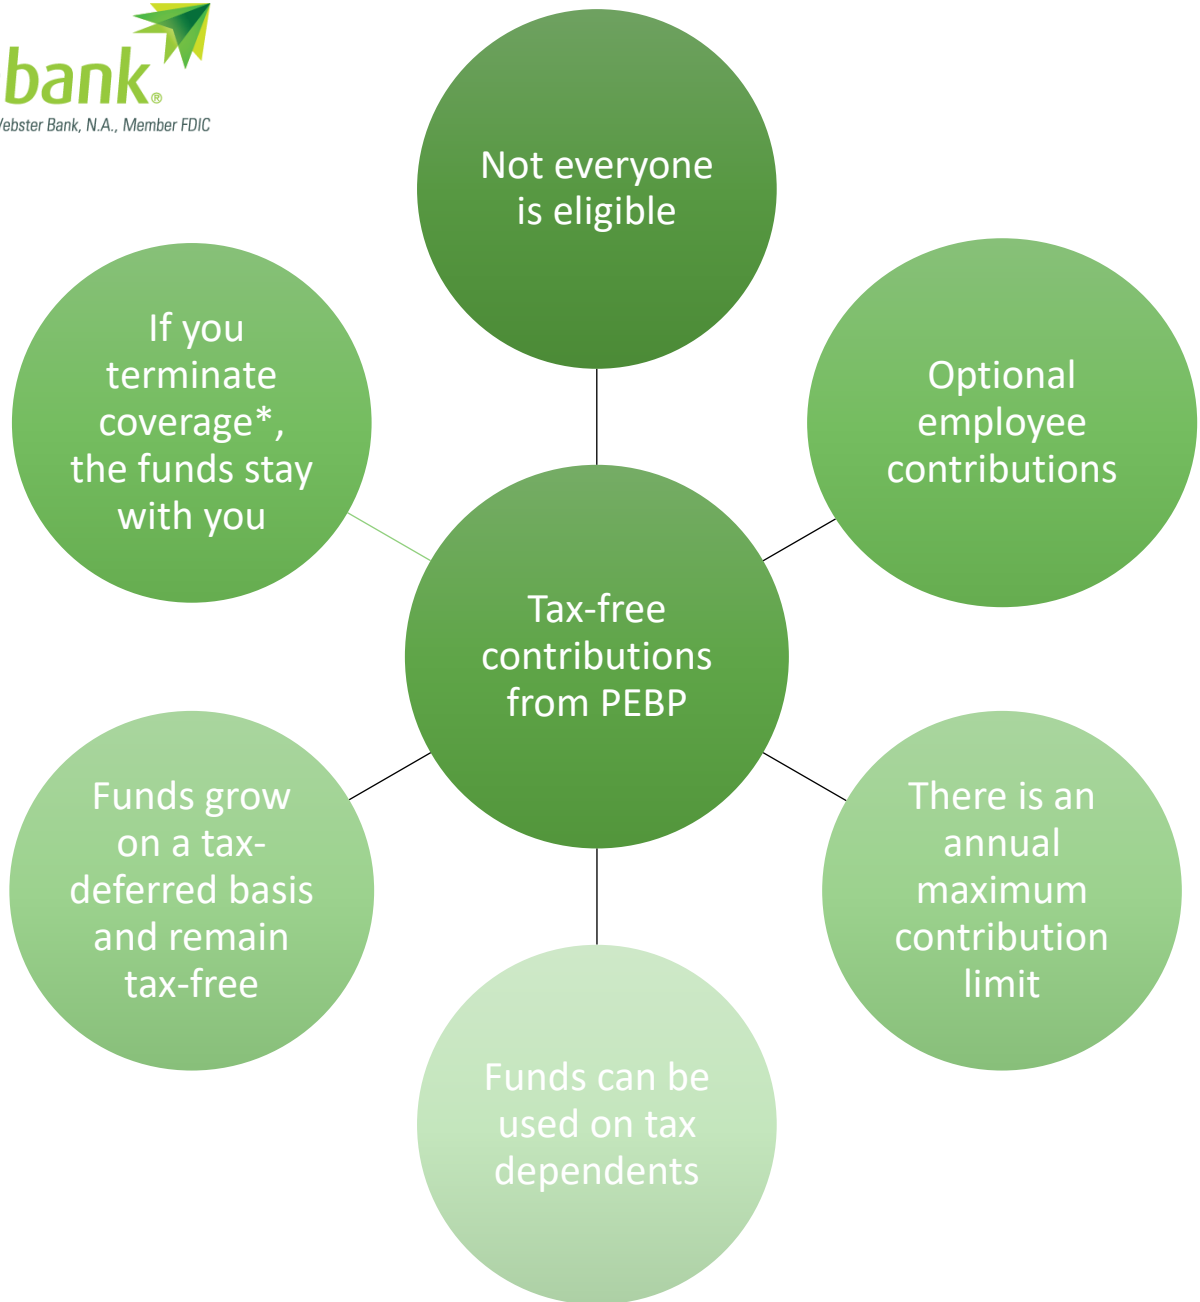 bank®
Webster Bank, N.A., Member FDIC
Not everyone
is eligible
Optional
employee
contributions
There is an
annual
maximum
contribution
limit
Funds can be
used on tax
dependents
Funds grow
on a tax-
deferred basis
and remain
tax-free
If you
terminate
coverage*,
the funds stay
with you
Tax-free
contributions
from PEBP